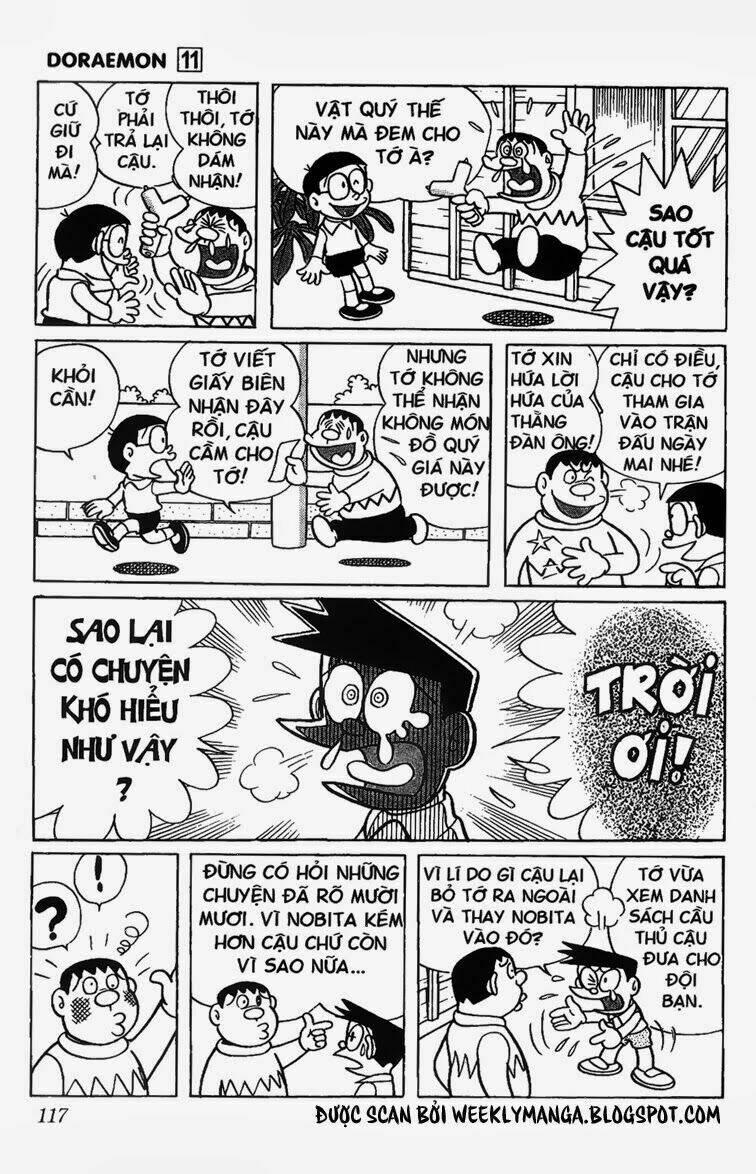 DORAEMON 11
SAO
CẬU TỐT
QUÁ
VẬY?
VẬT QUÝ THẾ
NÀY MÀ ĐEM CHO
TỚ À?
THÔI
THÔI, TỚ
KHÔNG
DÁM
NHẬN!
TỚ
PHẢI
TRẢ LẠI
CẬU.
CỨ
GIỮ
ĐI
MÀ!
CHỈ CÓ ĐIỀU,
CẬU CHO TỚ
THAM GIA
VÀO TRẬN
ĐẤU NGÀY
MAI NHÉ!
TỚ XIN
HỨA LỜI
HỨA CỦA
THẰNG
ĐÀN ÔNG!
NHƯNG
TỚ KHÔNG
THỂ NHẬN
KHÔNG MÓN
ĐỒ QUÝ
GIÁ NÀY
ĐƯỢC!
TỚ VIẾT
GIẤY BIÊN
NHẬN ĐÂY
RỒI, CẬU
CẦM CHO
TỚ!
KHỎI
CẦN!
TRỜI
ƠI!
SAO LẠI
CÓ CHUYỆN
KHÓ HIỂU
NHƯ VẬY
?
TỚ VỪA
XEM DANH
SÁCH CẦU
THỦ CẬU
ĐƯA CHO
ĐỘI
BẠN.
VÌ LÍ DO GÌ CẬU LẠI
BỎ TỚ RA NGOÀI
VÀ THAY NOBITA
VÀO ĐÓ?
ĐỪNG CÓ HỎI NHỮNG
CHUYỆN ĐÃ RÕ MƯỜI
MƯƠI. VÌ NOBITA KÉM
HƠN CẬU CHỨ CÒN
VÌ SAO NỮA...
!
?
117
ĐƯỢC SCAN BỞI WEEKLYMANGA.BLOGSPOT.COM